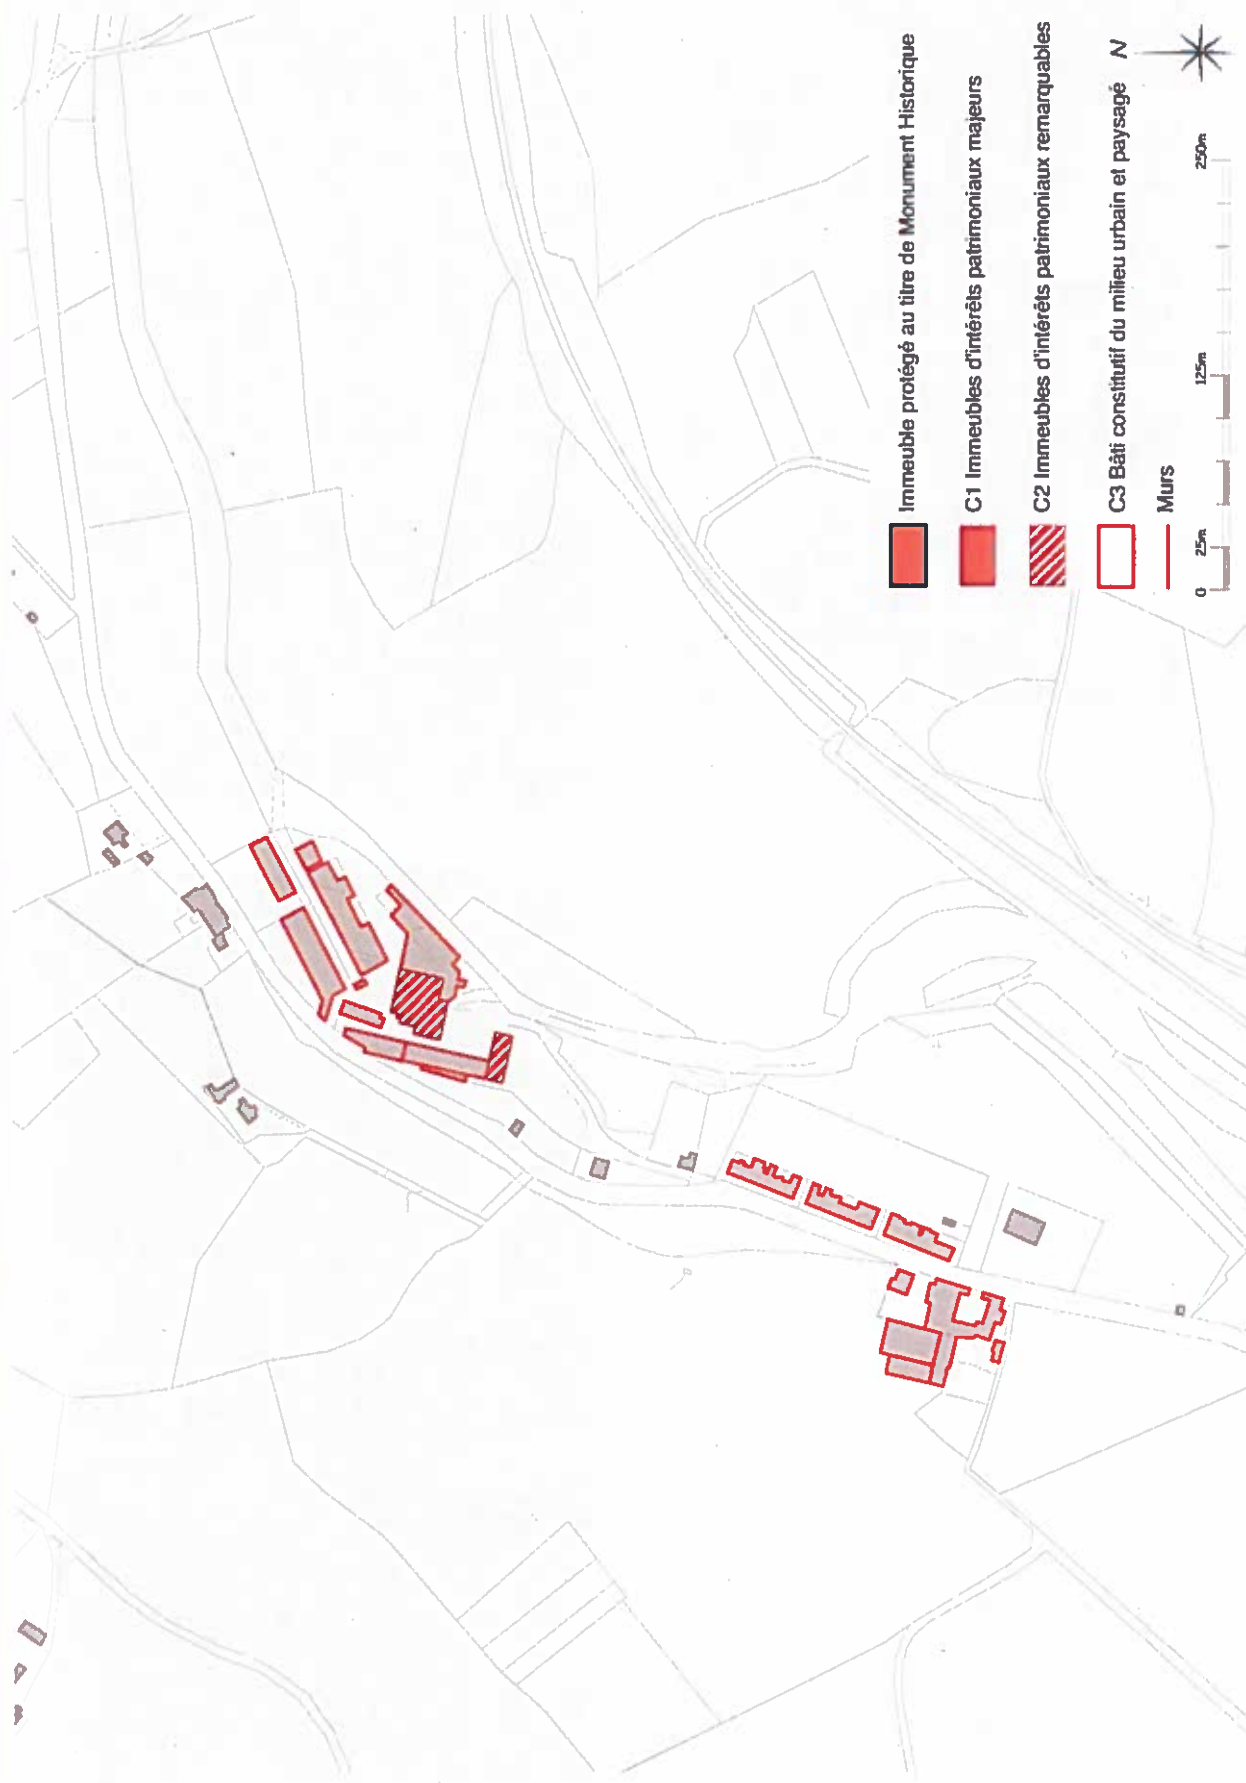 Immeuble protégé au titre de Monument Historique
C1 Immeubles d'intérêts patrimoniaux majeurs
C2 Immeubles d'intérêts patrimoniaux remarquables
C3 Bâti constitutif du milieu urbain et paysagé
Murs
N
0 25m 125m 250m